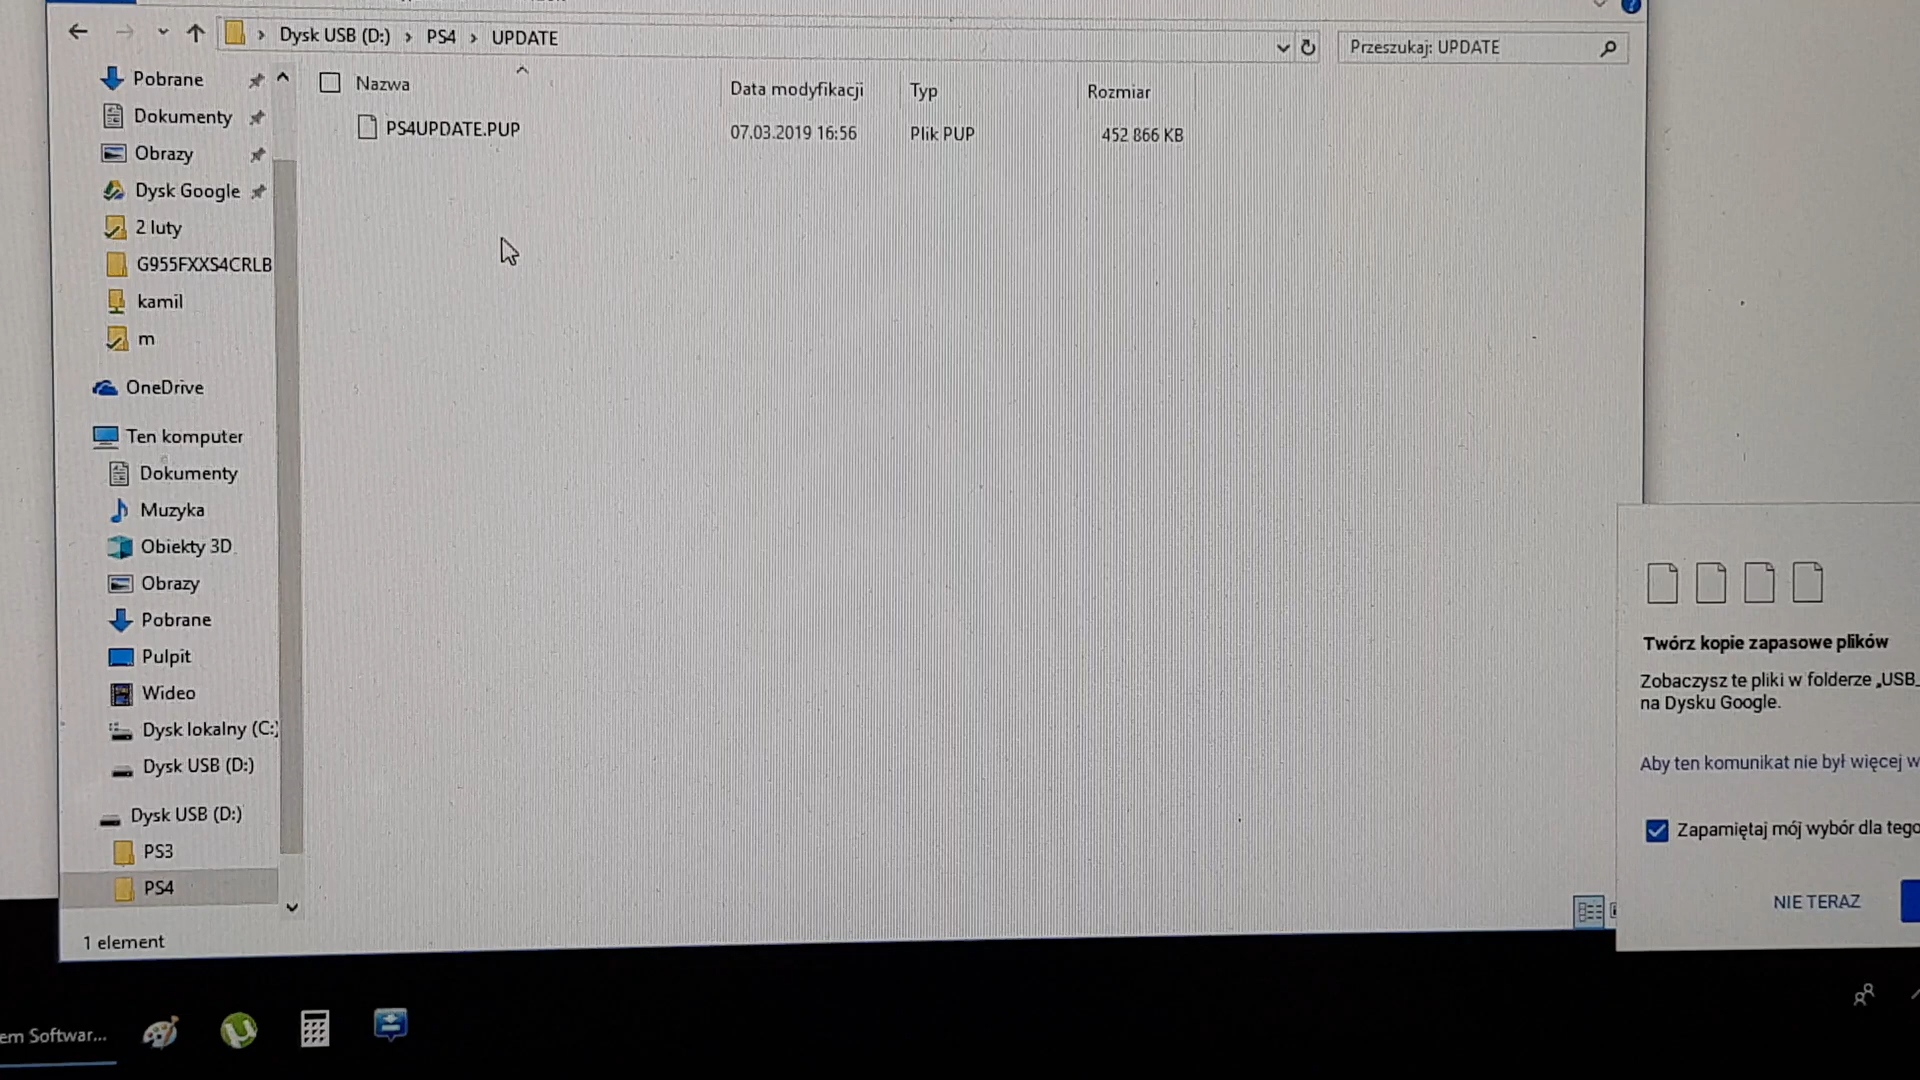 Dysk USB (D:) > PS4 > UPDATE
Przeszukaj: UPDATE
Nazwa
Data modyfikacji
Typ
Rozmiar
PS4UPDATE.PUP
07.03.2019 16:56
Plik PUP
452 866 KB
Pobrane
Dokumenty
Obrazy
Dysk Google
2 luty
G955FXXS4CRLB
kamil
m
OneDrive
Ten komputer
Dokumenty
Muzyka
Obiekty 3D
Obrazy
Pobrane
Pulpit
Wideo
Dysk lokalny (C:)
Dysk USB (D:)
Dysk USB (D:)
PS3
PS4
1 element
Twórz kopie zapasowe plików
Zobaczysz te pliki w folderze „USB_
na Dysku Google.
Aby ten komunikat nie był więcej w
Zapamiętaj mój wybór dla tego
NIE TERAZ
em Softwar...